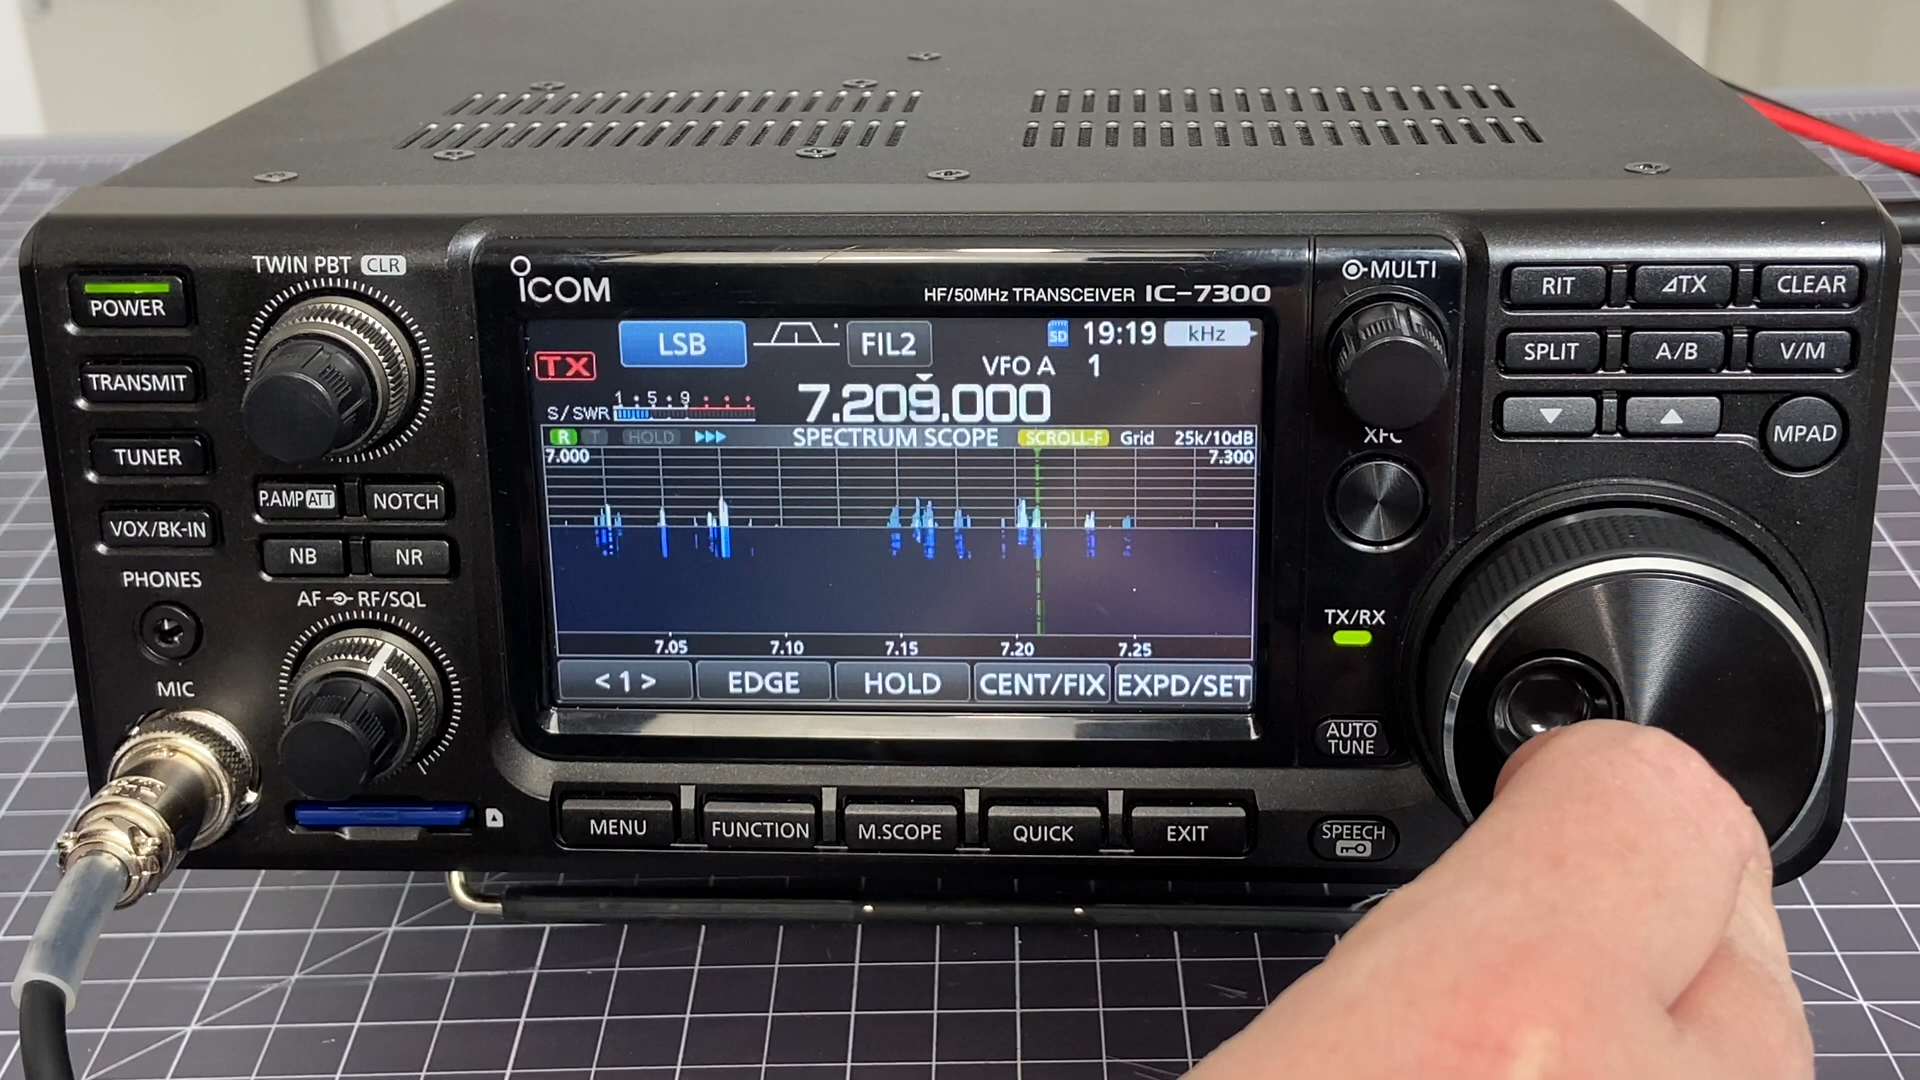 TWIN PBT CLR
POWER
TRANSMIT
TUNER
VOX/BK-IN
PHONES
MIC
P.AMP ATT NOTCH
NB NR
AF RF/SQL
ICOM
HF/50MHz TRANSCEIVER IC-7300
LSB FIL2 SD 19:19 kHz
TX VFO A 1
S/SWR 1 5 9 7.209.000
R T HOLD SPECTRUM SCOPE SCROLL-F Grid 25k/10dB
7.000 7.300
7.05 7.10 7.15 7.20 7.25
<1> EDGE HOLD CENT/FIX EXPD/SET
MENU FUNCTION M.SCOPE QUICK EXIT
MULTI
XFC
TX/RX
AUTO TUNE
SPEECH
RIT ⊿TX CLEAR
SPLIT A/B V/M
▼ ▲ MPAD